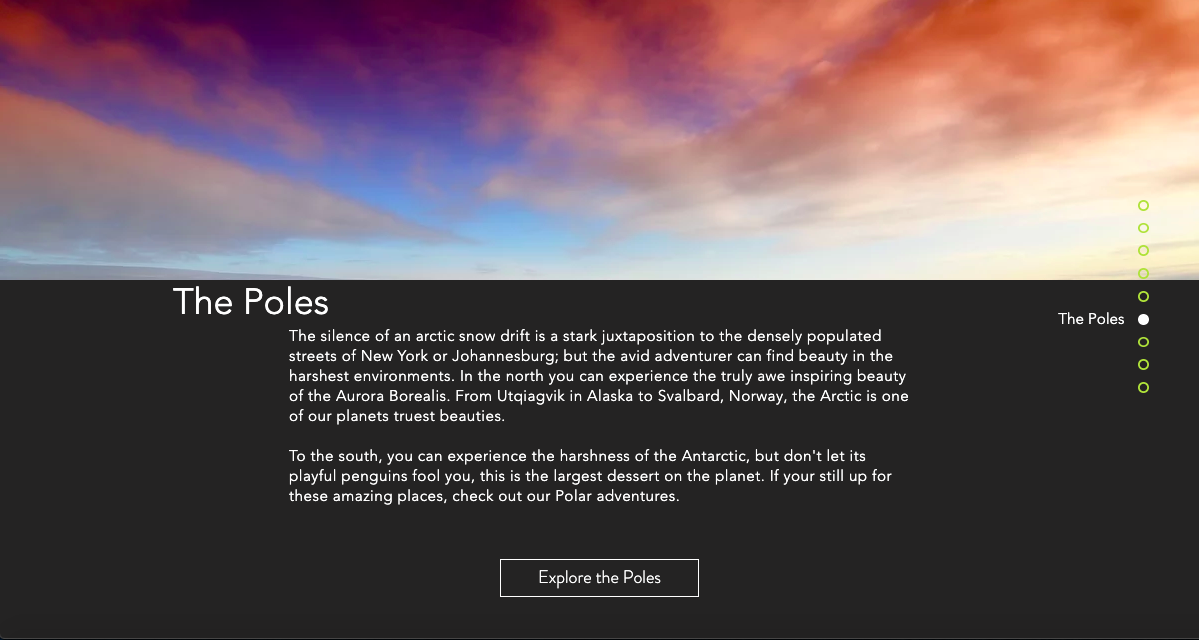 The Poles
The silence of an arctic snow drift is a stark juxtaposition to the densely populated
streets of New York or Johannesburg; but the avid adventurer can find beauty in the
harshest environments. In the north you can experience the truly awe inspiring beauty
of the Aurora Borealis. From Utqiagvik in Alaska to Svalbard, Norway, the Arctic is one
of our planets truest beauties.
To the south, you can experience the harshness of the Antarctic, but don't let its
playful penguins fool you, this is the largest dessert on the planet. If your still up for
these amazing places, check out our Polar adventures.
Explore the Poles
The Poles